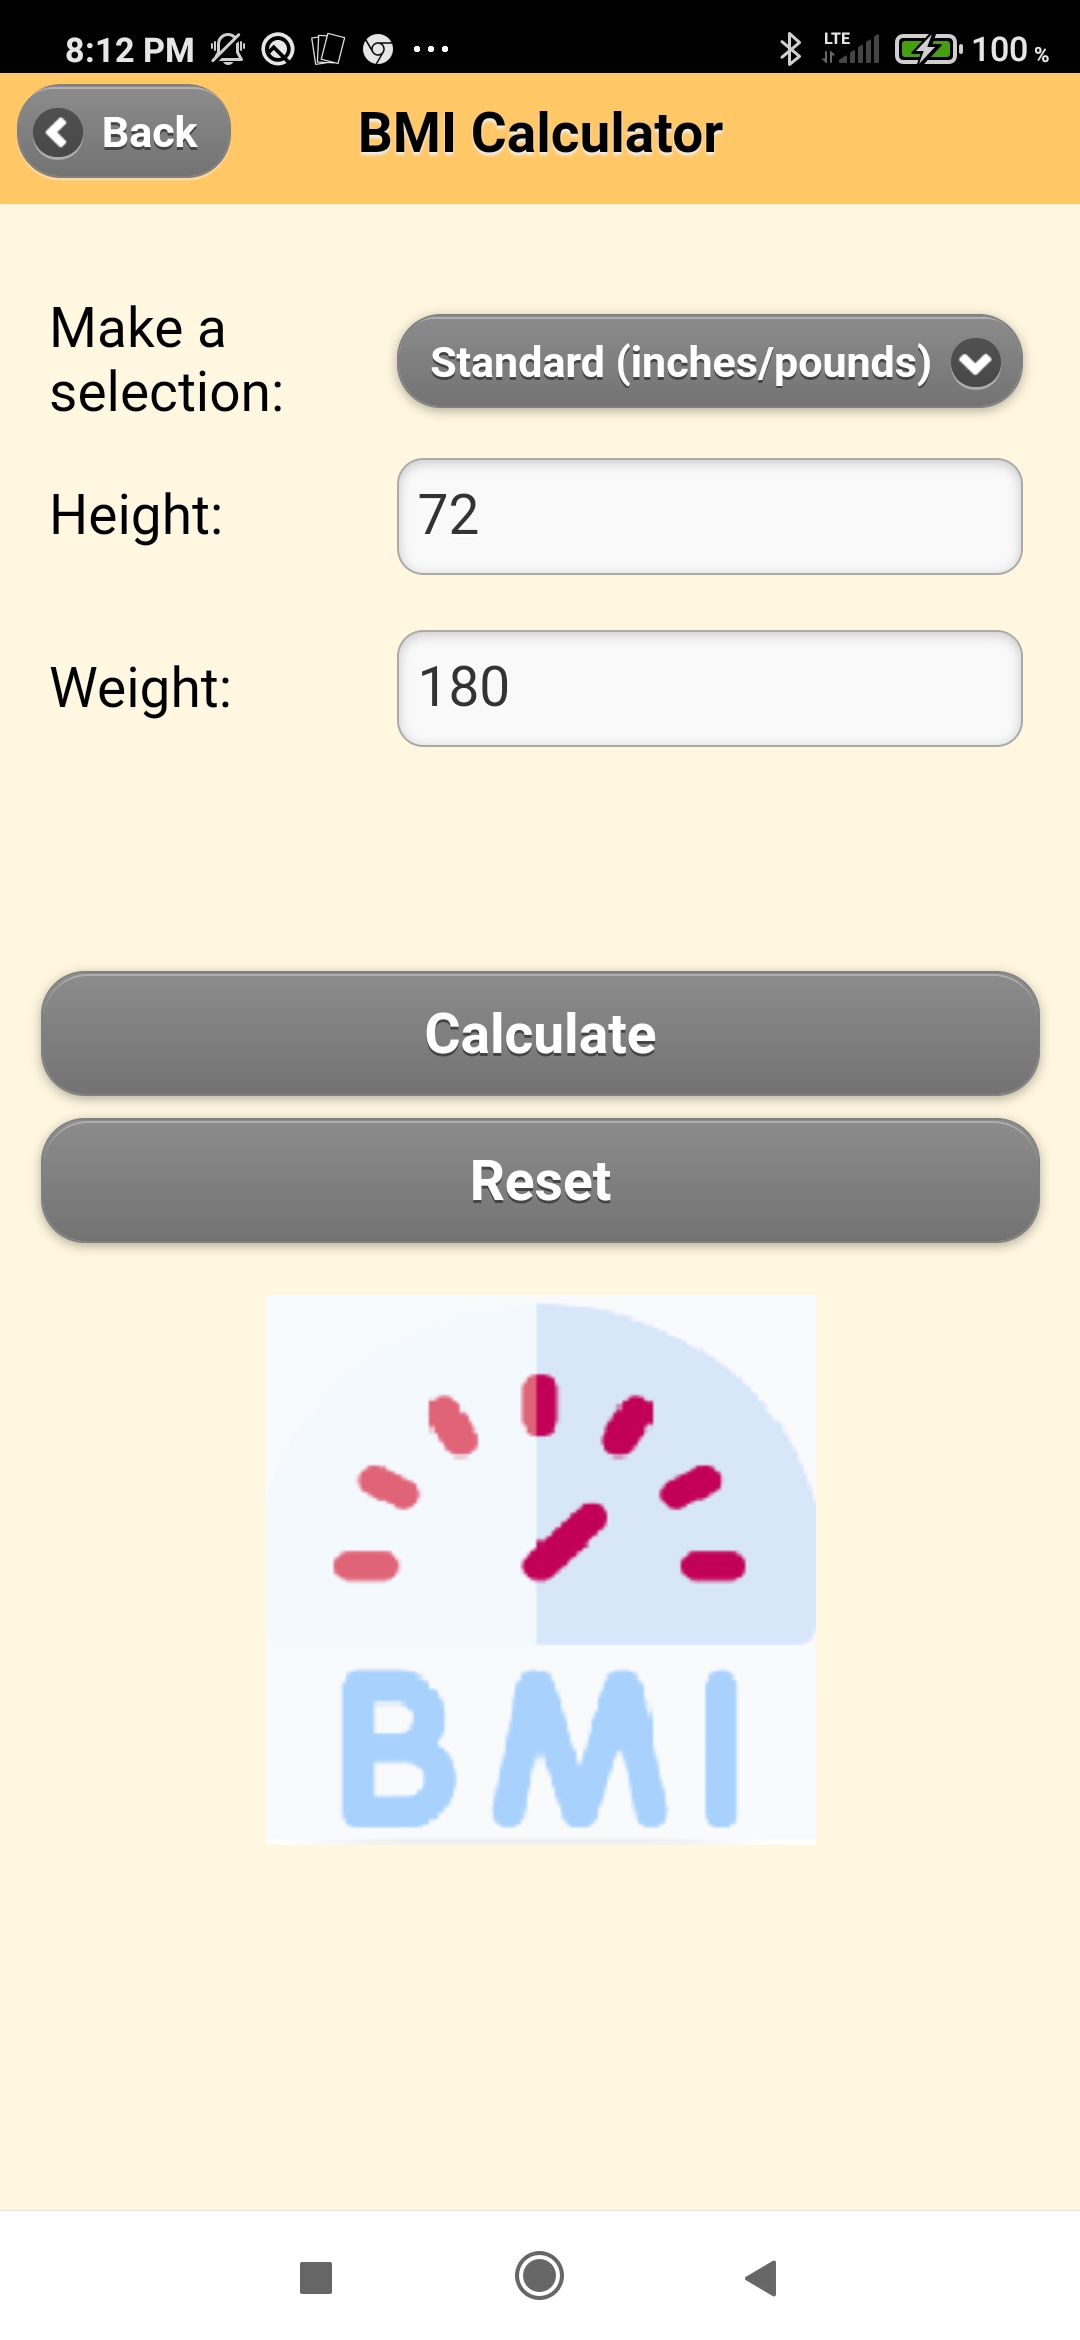 8:12 PM LTE 100 %
Back
BMI Calculator
Make a
selection:
Standard (inches/pounds)
Height:
72
Weight:
180
Calculate
Reset
BMI